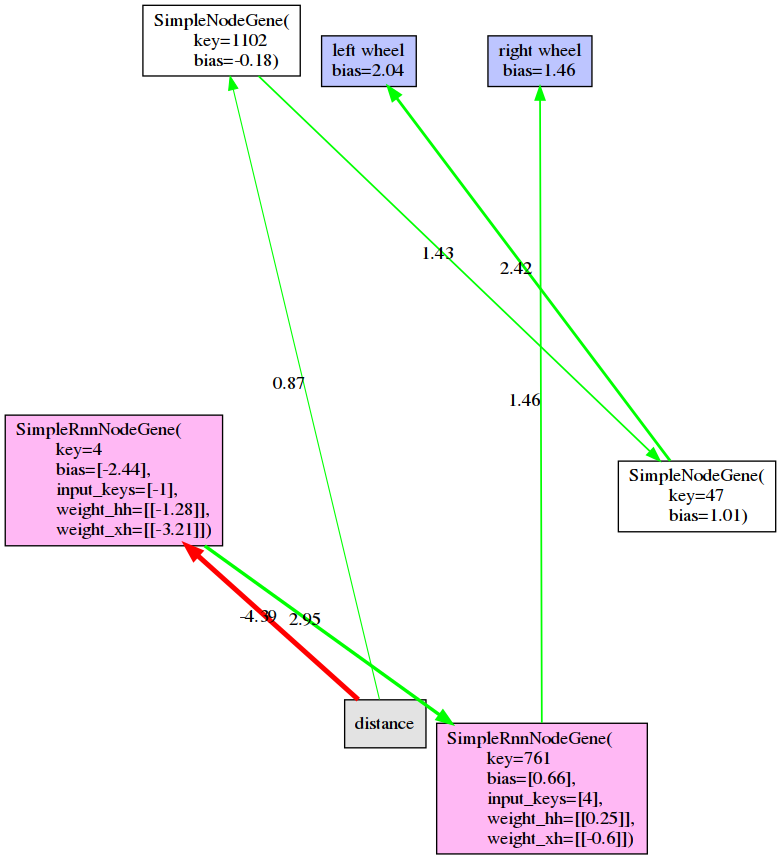 SimpleNodeGene(
key=1102
bias=-0.18)
left wheel
bias=2.04
right wheel
bias=1.46
1.43
2.42
0.87
1.46
SimpleRnnNodeGene(
key=4
bias=[-2.44],
input_keys=[-1],
weight_hh=[[-1.28]],
weight_xh=[[-3.21]])
SimpleNodeGene(
key=47
bias=1.01)
-4.39
2.95
distance
SimpleRnnNodeGene(
key=761
bias=[0.66],
input_keys=[4],
weight_hh=[[0.25]],
weight_xh=[[-0.6]])